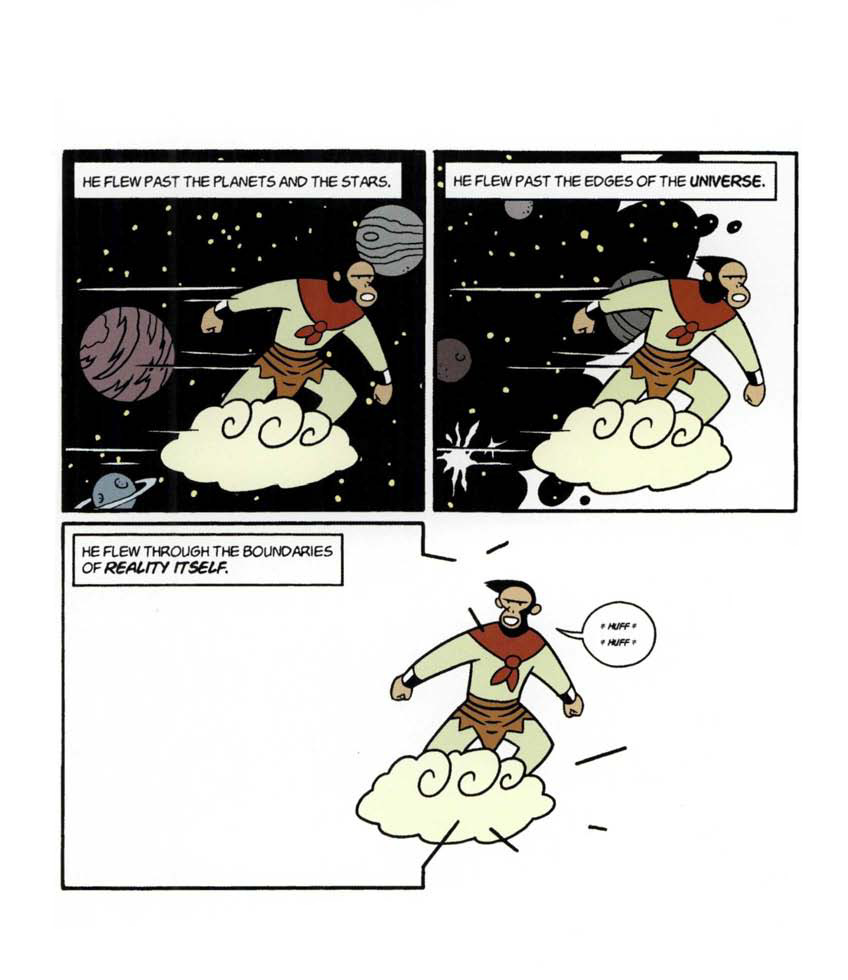 HE FLEW PAST THE PLANETS AND THE STARS.
HE FLEW PAST THE EDGES OF THE UNIVERSE.
HE FLEW THROUGH THE BOUNDARIES
OF REALITY ITSELF.
* HUFF *
* HUFF *